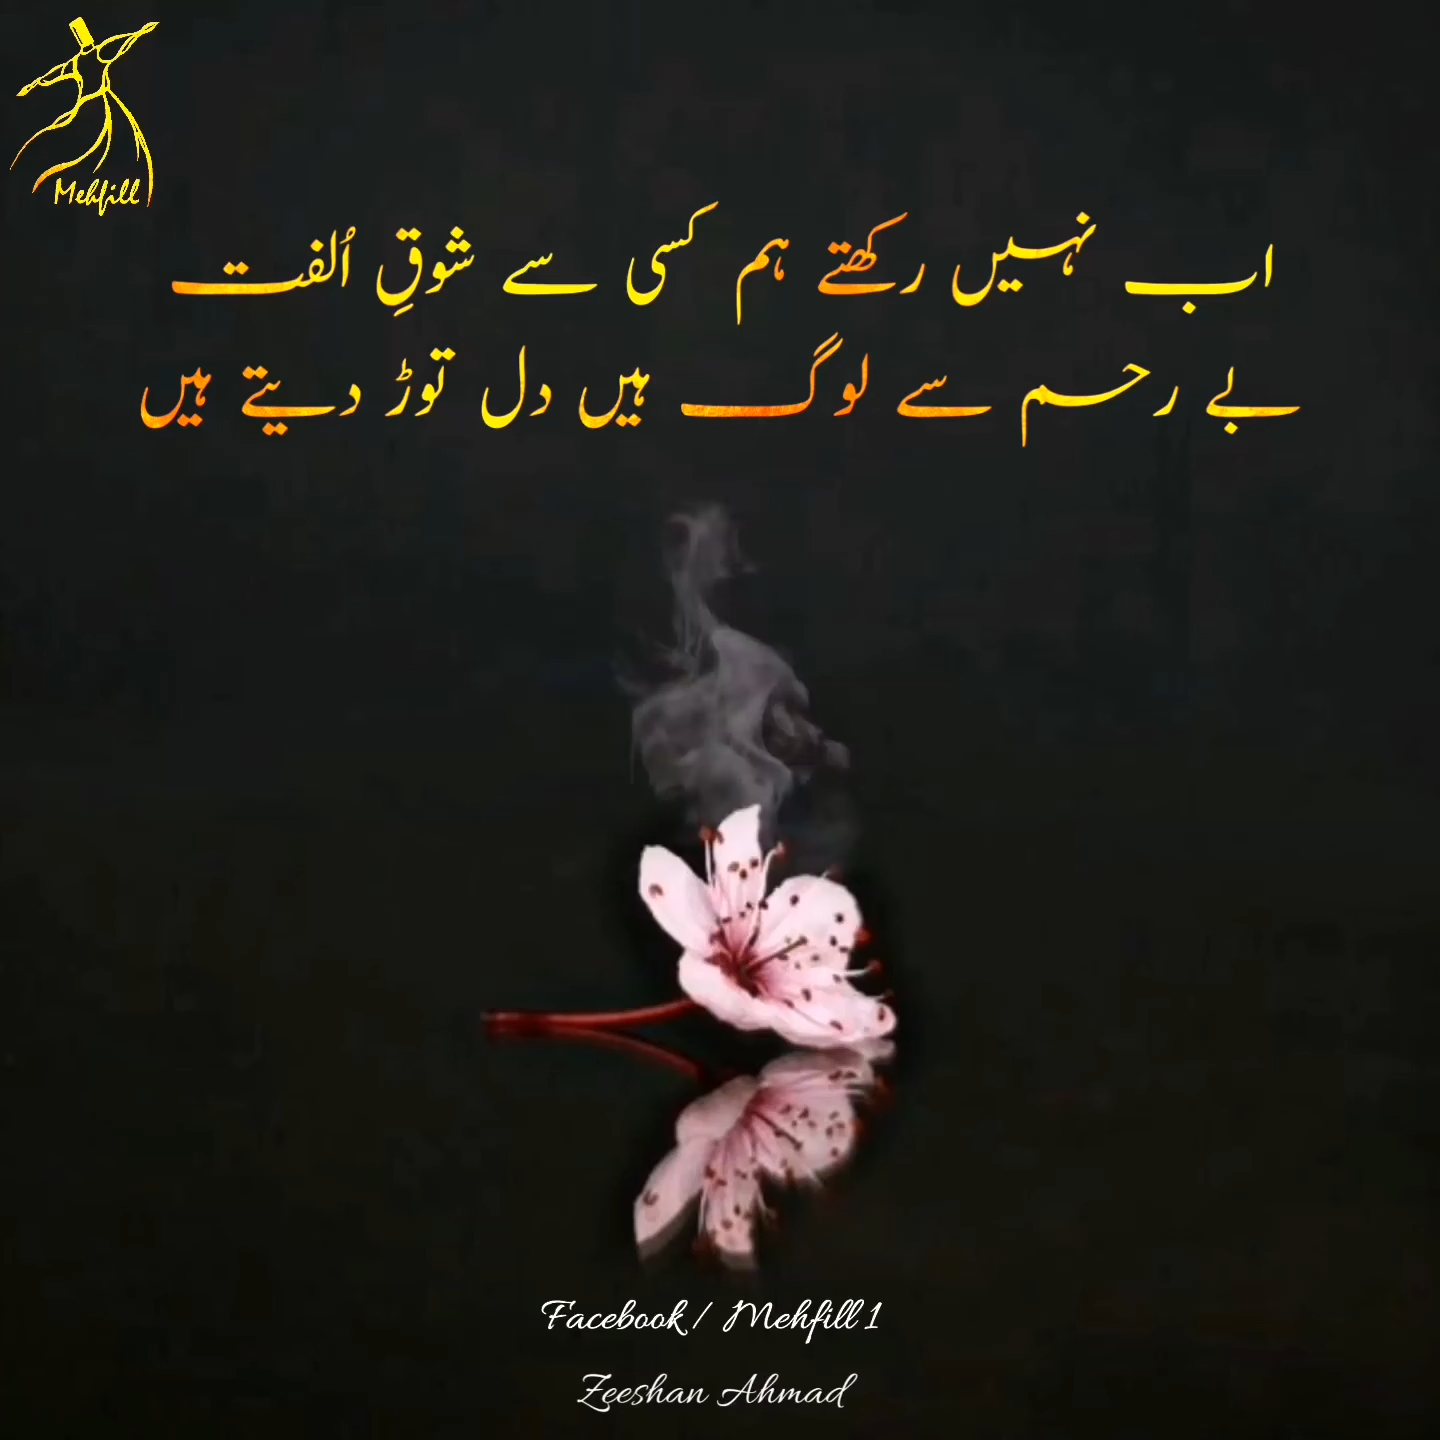 Mehfill
اب نہیں رکھتے ہم کسی سے شوقِ اُلفت
بے رحم سے لوگ ہیں دل توڑ دیتے ہیں
Facebook / Mehfill 1
Zeeshan Ahmad